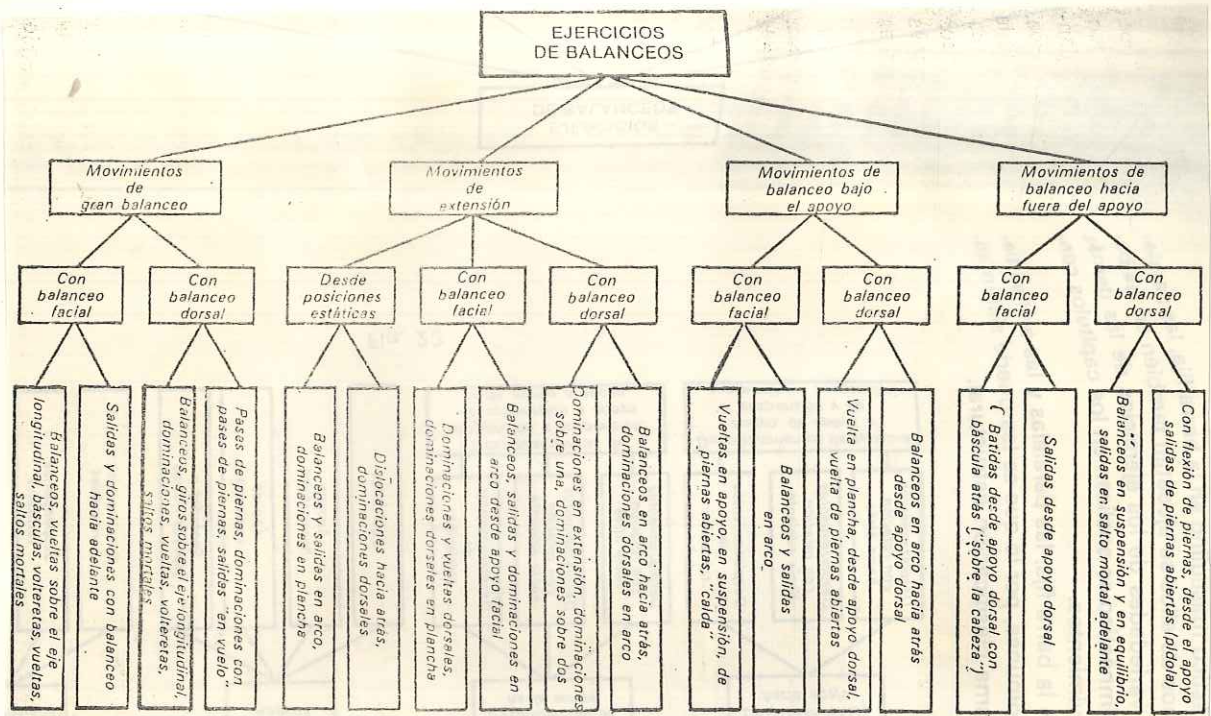 EJERCICIOS
DE BALANCEOS
Movimientos
de
gran balanceo
Movimientos
de
extensión
Movimientos de
balanceo bajo
el apoyo
Movimientos de
balanceo hacia
fuera del apoyo
Con
balanceo
facial
Con
balanceo
dorsal
Desde
posiciones
estáticas
Con
balanceo
facial
Con
balanceo
dorsal
Con
balanceo
facial
Con
balanceo
dorsal
Con
balanceo
facial
Con
balanceo
dorsal
Balanceos, vueltas sobre el eje
longitudinal, básculas, volteretas, vueltas,
saltos mortales
Salidas y dominaciones con balanceo
hacia adelante
Balanceos, giros sobre el eje longitudinal,
dominaciones, vueltas, volteretas,
saltos mortales
Pases de piernas, dominaciones con
pases de piernas, salidas "en vuelo"
Balanceos y salidas en arco,
dominaciones en plancha
Dislocaciones hacia atrás,
dominaciones dorsales
Dominaciones y vueltas dorsales,
dominaciones dorsales en plancha
Balanceos, salidas y dominaciones en
arco desde apoyo facial
Dominaciones en extensión, dominaciones
sobre una, dominaciones sobre dos
Balanceos en arco hacia atrás,
dominaciones dorsales en arco
Vueltas en apoyo, en suspensión, de
piernas abiertas, "caída"
Balanceos y salidas
en arco
Vuelta en plancha, desde apoyo dorsal,
vuelta de piernas abiertas
Balanceos en arco hacia atrás
desde apoyo dorsal
( Batidas desde apoyo dorsal con
báscula atrás ("sobre la cabeza")
Salidas desde apoyo dorsal
Balanceos en suspensión y en equilibrio,
salidas en salto mortal adelante
Con flexión de piernas, desde el apoyo
salidas de piernas abiertas (pídola)